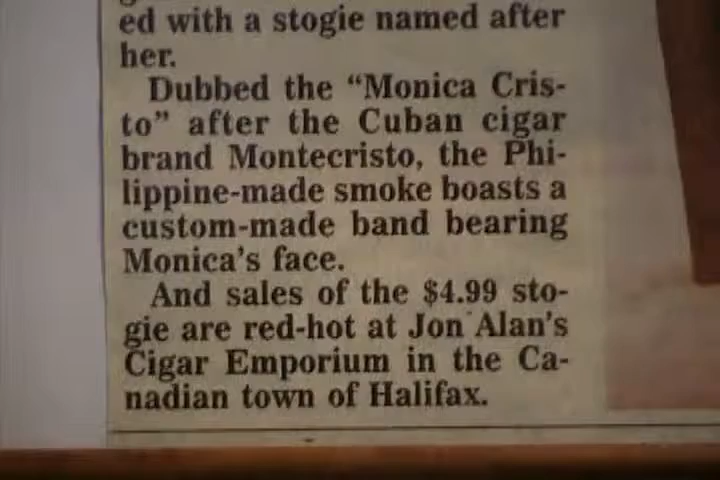 ed with a stogie named after
her.
Dubbed the “Monica Cris-
to” after the Cuban cigar
brand Montecristo, the Phi-
lippine-made smoke boasts a
custom-made band bearing
Monica’s face.
And sales of the $4.99 sto-
gie are red-hot at Jon Alan’s
Cigar Emporium in the Ca-
nadian town of Halifax.